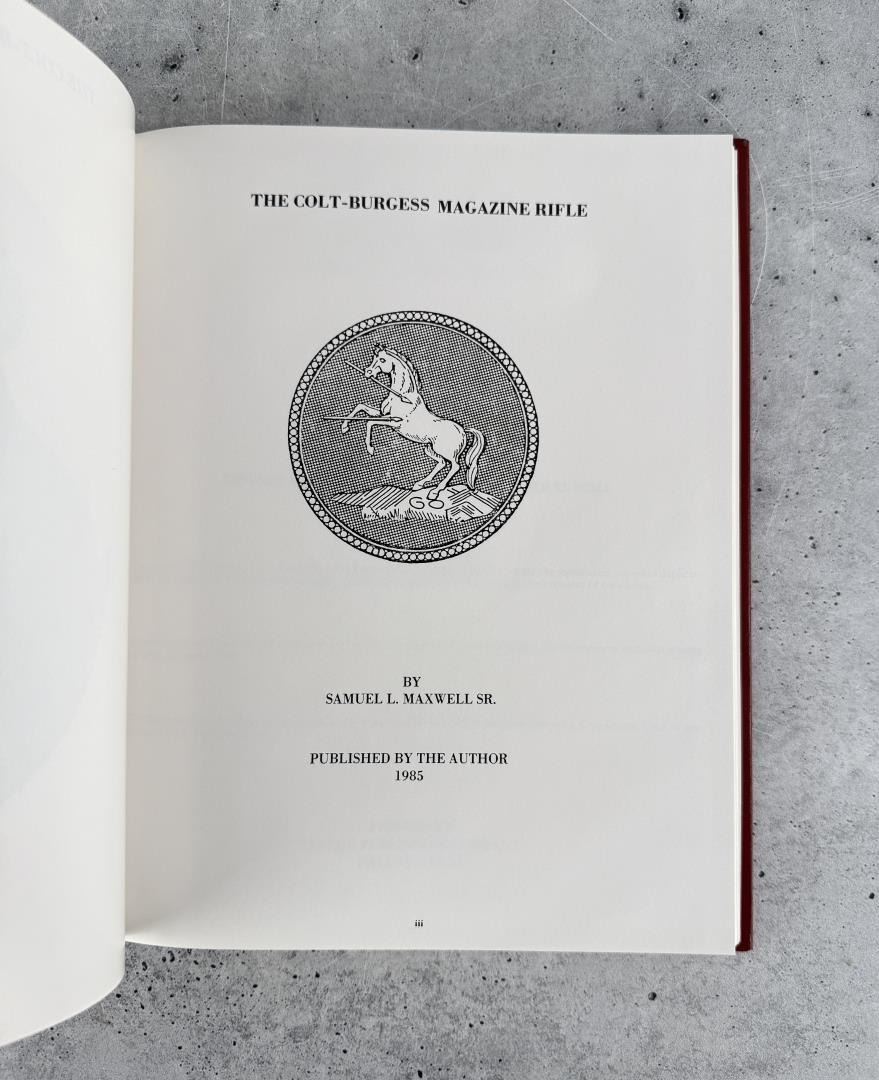 THE COLT-BURGESS MAGAZINE RIFLE
BY
SAMUEL L. MAXWELL SR.
PUBLISHED BY THE AUTHOR
1985
iii